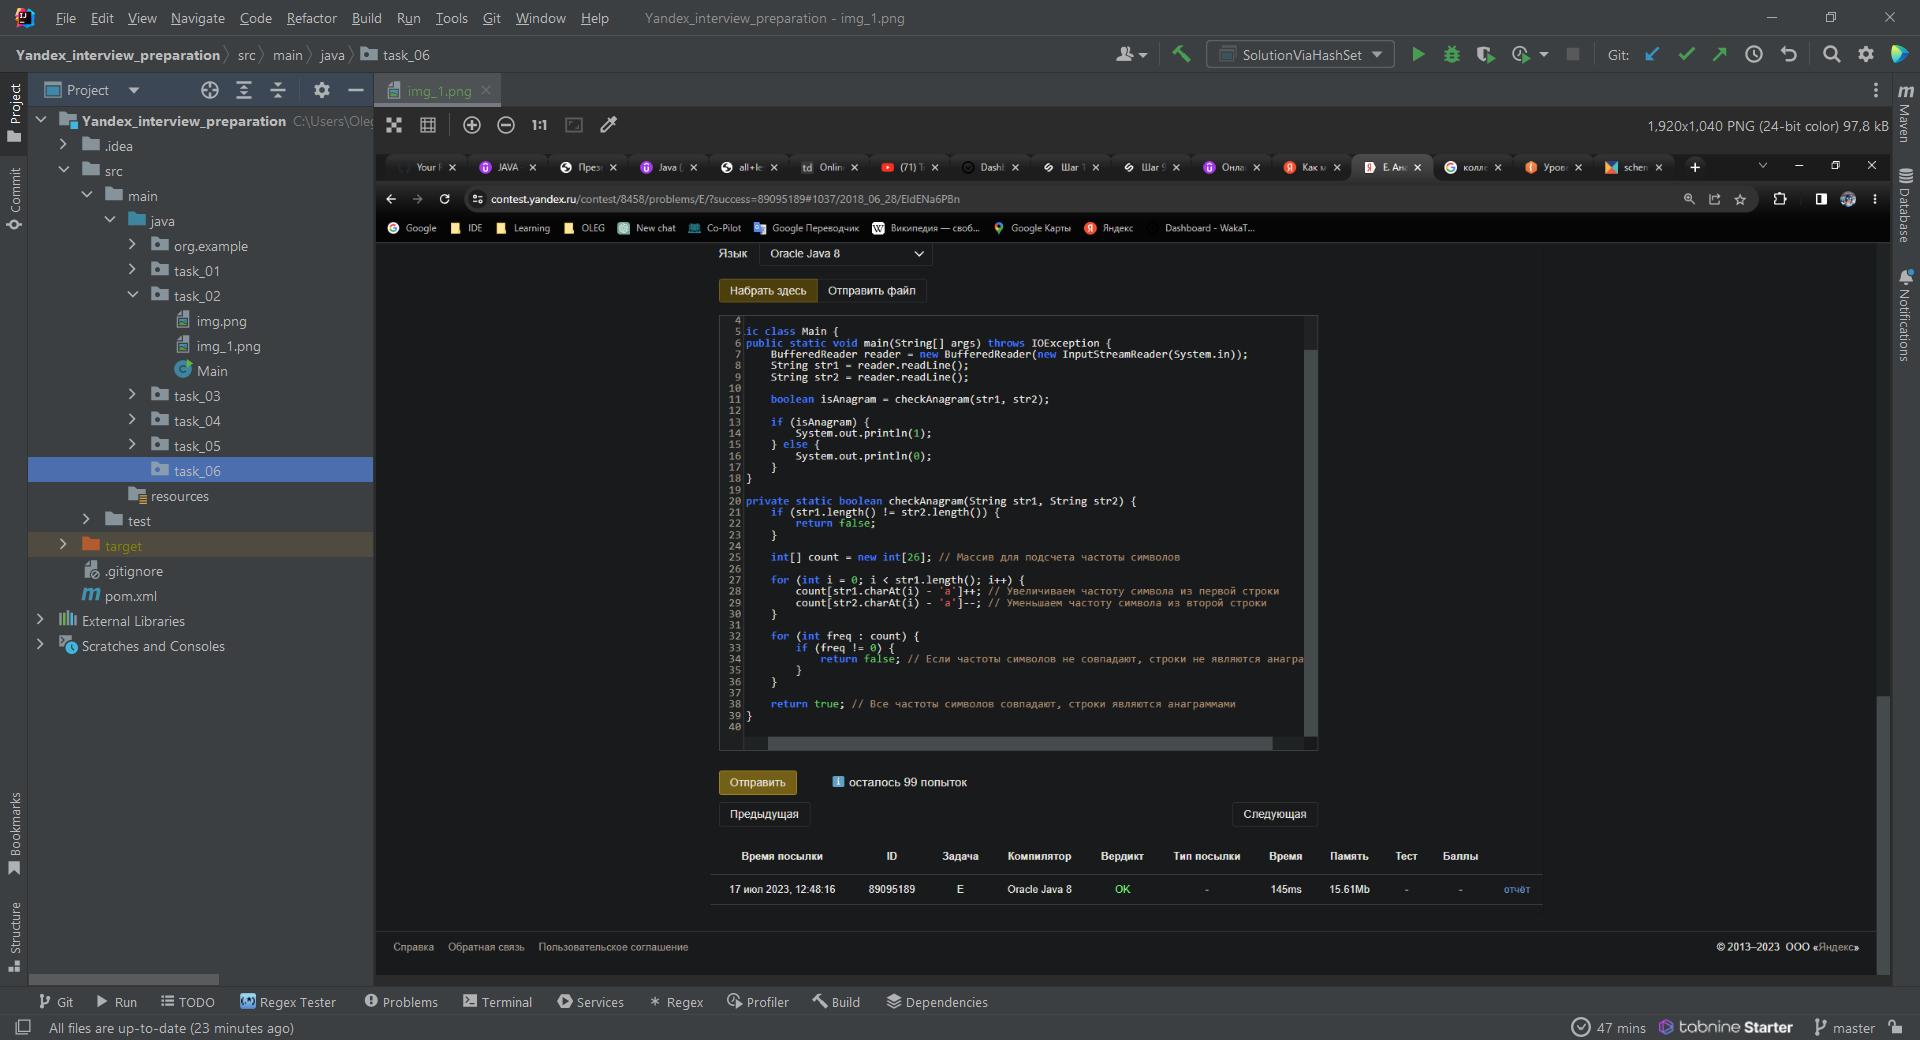 File Edit View Navigate Code Refactor Build Run Tools Git Window Help Yandex_interview_preparation - img_1.png
Yandex_interview_preparation src main java task_06 SolutionViaHashSet Git:
Project
img_1.png
1:1
1,920x1,040 PNG (24-bit color) 97,8 kB
Project
Commit
Bookmarks
Structure
Maven
Database
Notifications
Yandex_interview_preparation C:\Users\Oleg
.idea
src
main
java
org.example
task_01
task_02
img.png
img_1.png
Main
task_03
task_04
task_05
task_06
resources
test
target
.gitignore
pom.xml
External Libraries
Scratches and Consoles
Your JAVA Презе Java all+le Onlin (71) Dashb Шаг 1 Шаг 9 Онла Как м E. Ана колле Урове schen
contest.yandex.ru/contest/8458/problems/E/?success=89095189#1037/2018_06_28/EIdENa6PBn
Google IDE Learning OLEG New chat Co-Pilot Google Переводчик Википедия — своб... Google Карты Яндекс Dashboard - WakaT...
Язык Oracle Java 8
Набрать здесь Отправить файл
4
5 ic class Main {
6 public static void main(String[] args) throws IOException {
7 BufferedReader reader = new BufferedReader(new InputStreamReader(System.in));
8 String str1 = reader.readLine();
9 String str2 = reader.readLine();
10
11 boolean isAnagram = checkAnagram(str1, str2);
12
13 if (isAnagram) {
14 System.out.println(1);
15 } else {
16 System.out.println(0);
17 }
18 }
19
20 private static boolean checkAnagram(String str1, String str2) {
21 if (str1.length() != str2.length()) {
22 return false;
23 }
24
25 int[] count = new int[26]; // Массив для подсчета частоты символов
26
27 for (int i = 0; i < str1.length(); i++) {
28 count[str1.charAt(i) - 'a']++; // Увеличиваем частоту символа из первой строки
29 count[str2.charAt(i) - 'a']--; // Уменьшаем частоту символа из второй строки
30 }
31
32 for (int freq : count) {
33 if (freq != 0) {
34 return false; // Если частоты символов не совпадают, строки не являются анагра
35 }
36 }
37
38 return true; // Все частоты символов совпадают, строки являются анаграммами
39 }
40
Отправить осталось 99 попыток
Предыдущая Следующая
Время посылки ID Задача Компилятор Вердикт Тип посылки Время Память Тест Баллы
17 июл 2023, 12:48:16 89095189 E Oracle Java 8 OK - 145ms 15.61Mb - - отчёт
Справка Обратная связь Пользовательское соглашение © 2013–2023 ООО «Яндекс»
Git Run TODO Regex Tester Problems Terminal Services Regex Profiler Build Dependencies
All files are up-to-date (23 minutes ago) 47 mins tabnine Starter master